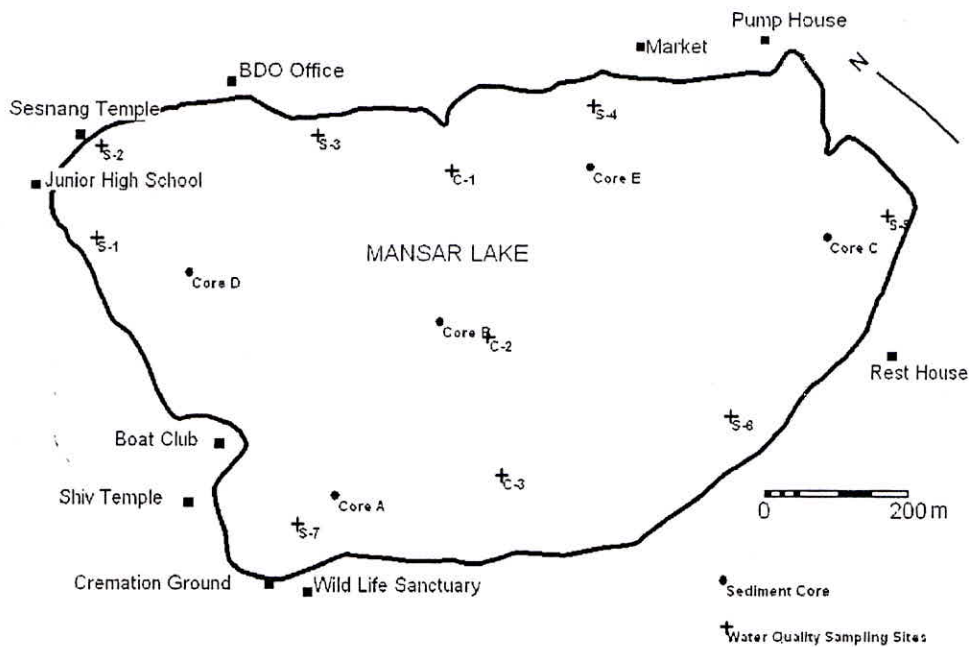 Pump House
Market
N
BDO Office
Sesnang Temple
S-2
S-3
S-4
Junior High School
C-1
Core E
S-1
S-5
MANSAR LAKE
Core C
Core D
Core B
C-2
Rest House
S-6
Boat Club
C-3
Shiv Temple
Core A
S-7
0 200 m
Cremation Ground
Wild Life Sanctuary
Sediment Core
Water Quality Sampling Sites